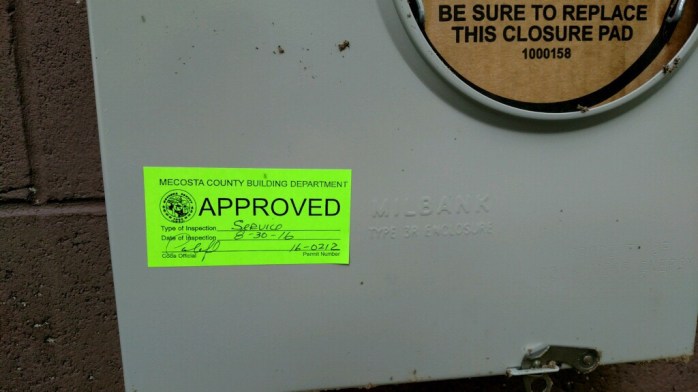 BE SURE TO REPLACE
THIS CLOSURE PAD
1000158
MECOSTA COUNTY BUILDING DEPARTMENT
APPROVED
Type of Inspection Service
Date of Inspection 8-30-16
16-0212
Code Official Permit Number
MILBANK
TYPE 3R ENCLOSURE